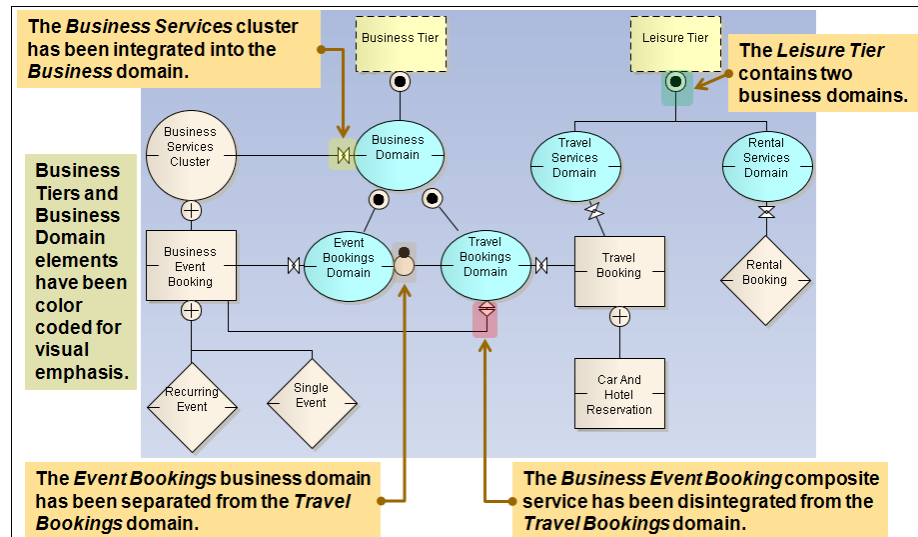 The Business Services cluster
has been integrated into the
Business domain.
Business Tier
Leisure Tier
The Leisure Tier
contains two
business domains.
Business
Services
Cluster
Business
Domain
Travel
Services
Domain
Rental
Services
Domain
Business
Tiers and
Business
Domain
elements
have been
color
coded for
visual
emphasis.
Business
Event
Booking
Event
Bookings
Domain
Travel
Bookings
Domain
Travel
Booking
Rental
Booking
Recurring
Event
Single
Event
Car And
Hotel
Reservation
The Event Bookings business domain
has been separated from the Travel
Bookings domain.
The Business Event Booking composite
service has been disintegrated from the
Travel Bookings domain.